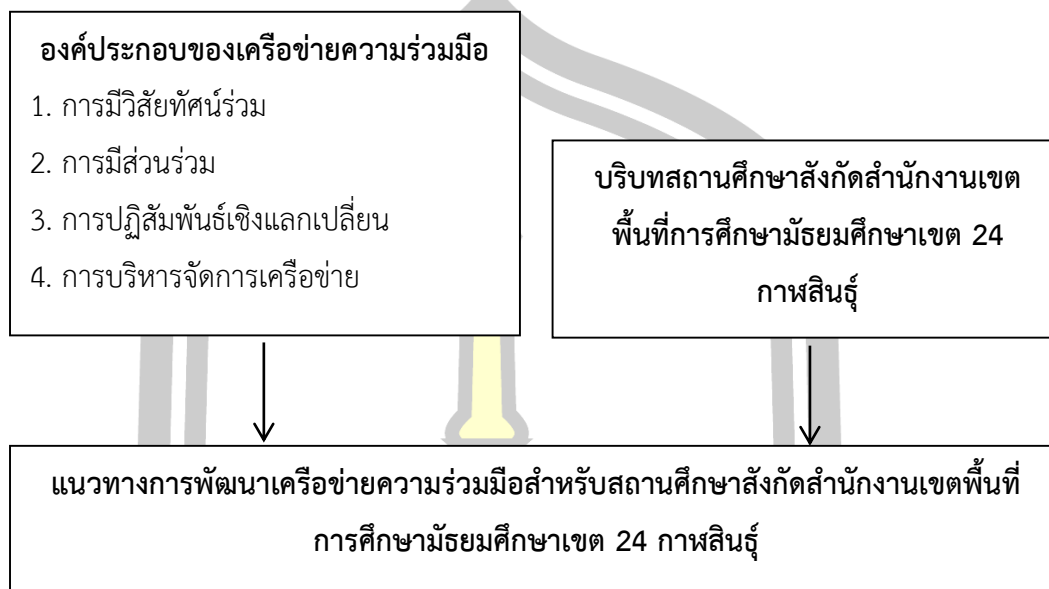 องค์ประกอบของเครือข่ายความร่วมมือ
1. การมีวิสัยทัศน์ร่วม
2. การมีส่วนร่วม
3. การปฏิสัมพันธ์เชิงแลกเปลี่ยน
4. การบริหารจัดการเครือข่าย
บริบทสถานศึกษาสังกัดสำนักงานเขต
พื้นที่การศึกษามัธยมศึกษาเขต 24
กาฬสินธุ์
แนวทางการพัฒนาเครือข่ายความร่วมมือสำหรับสถานศึกษาสังกัดสำนักงานเขตพื้นที่
การศึกษามัธยมศึกษาเขต 24 กาฬสินธุ์